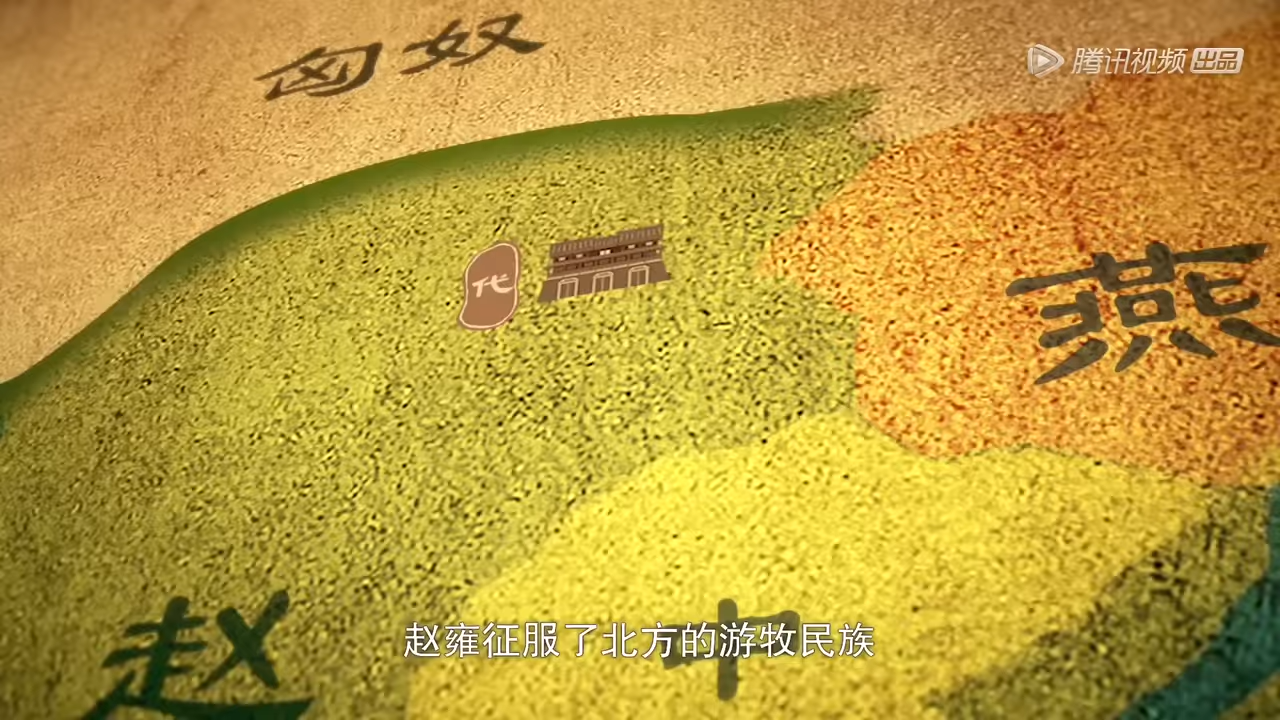 匈奴
腾讯视频 出品
代
燕
赵
中
赵雍征服了北方的游牧民族